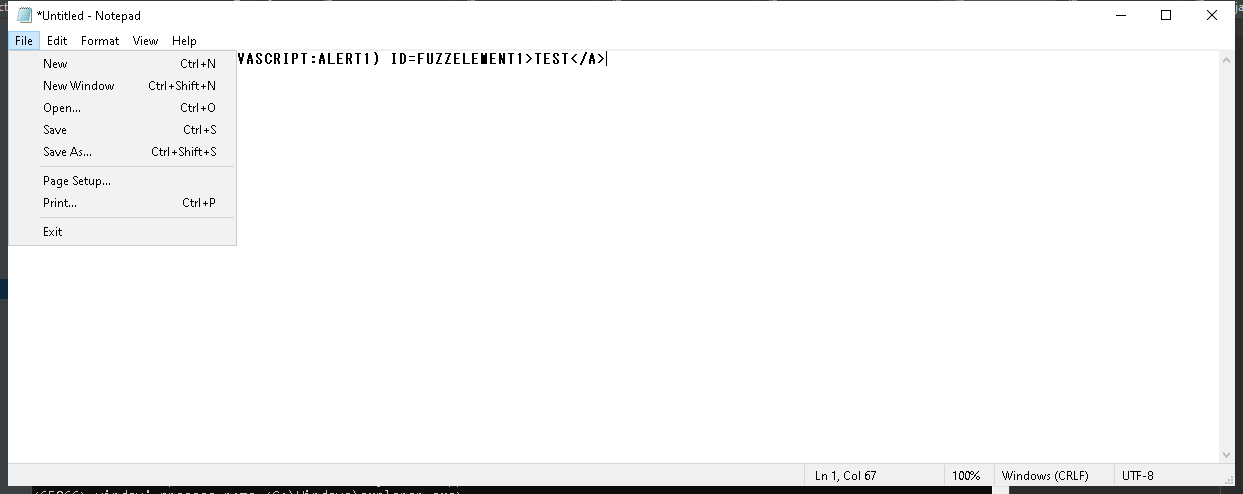 *Untitled - Notepad
File Edit Format View Help
VASCRIPT:ALERT1) ID=FUZZELEMENT1>TEST</A>
New Ctrl+N
New Window Ctrl+Shift+N
Open... Ctrl+O
Save Ctrl+S
Save As... Ctrl+Shift+S
Page Setup...
Print... Ctrl+P
Exit
Ln 1, Col 67 100% Windows (CRLF) UTF-8